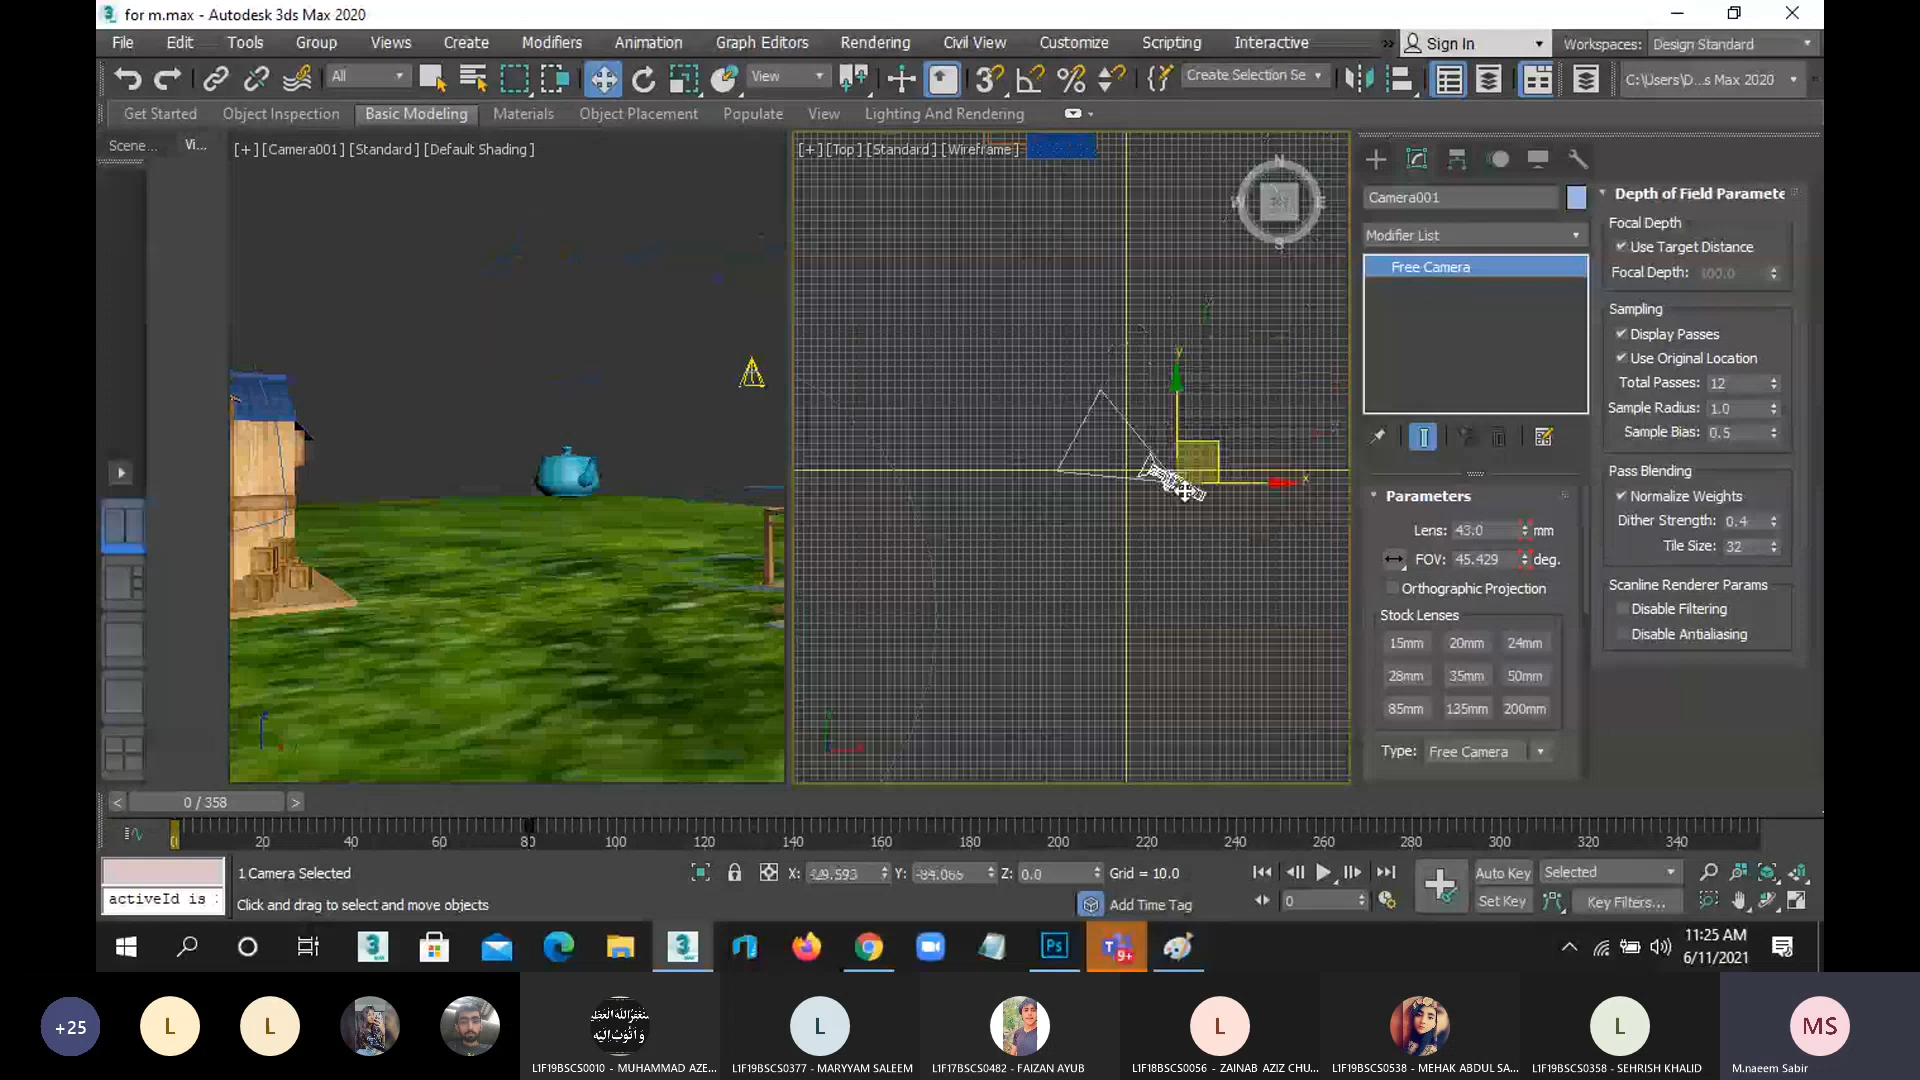 for m.max - Autodesk 3ds Max 2020
File Edit Tools Group Views Create Modifiers Animation Graph Editors Rendering Civil View Customize Scripting Interactive Sign In Workspaces: Design Standard
All View Create Selection Se C:\Users\D...s Max 2020
Get Started Object Inspection Basic Modeling Materials Object Placement Populate View Lighting And Rendering
Scene... Vi...
[+] [Camera001] [Standard] [Default Shading]
[+] [Top] [Standard] [Wireframe]
N
W E
S
y
x
Camera001
Modifier List
Free Camera
Parameters
Lens: 43.0 mm
FOV: 45.429 deg.
Orthographic Projection
Stock Lenses
15mm 20mm 24mm
28mm 35mm 50mm
85mm 135mm 200mm
Type: Free Camera
Depth of Field Paramete
Focal Depth
Use Target Distance
Focal Depth: 100.0
Sampling
Display Passes
Use Original Location
Total Passes: 12
Sample Radius: 1.0
Sample Bias: 0.5
Pass Blending
Normalize Weights
Dither Strength: 0.4
Tile Size: 32
Scanline Renderer Params
Disable Filtering
Disable Antialiasing
< 0 / 358 >
0 20 40 60 80 100 120 140 160 180 200 220 240 260 280 300 320 340
1 Camera Selected X: Y: Z: 0.0 Grid = 10.0 Auto Key Selected
activeId is
Click and drag to select and move objects Add Time Tag 0 Set Key Key Filters...
Ps T 9+ 11:25 AM
6/11/2021
+25 L L L L L MS
L1F19BSCS0010 - MUHAMMAD AZE... L1F19BSCS0377 - MARYYAM SALEEM L1F17BSCS0482 - FAIZAN AYUB L1F18BSCS0056 - ZAINAB AZIZ CHU... L1F19BSCS0538 - MEHAK ABDUL SA... L1F19BSCS0358 - SEHRISH KHALID M.naeem Sabir